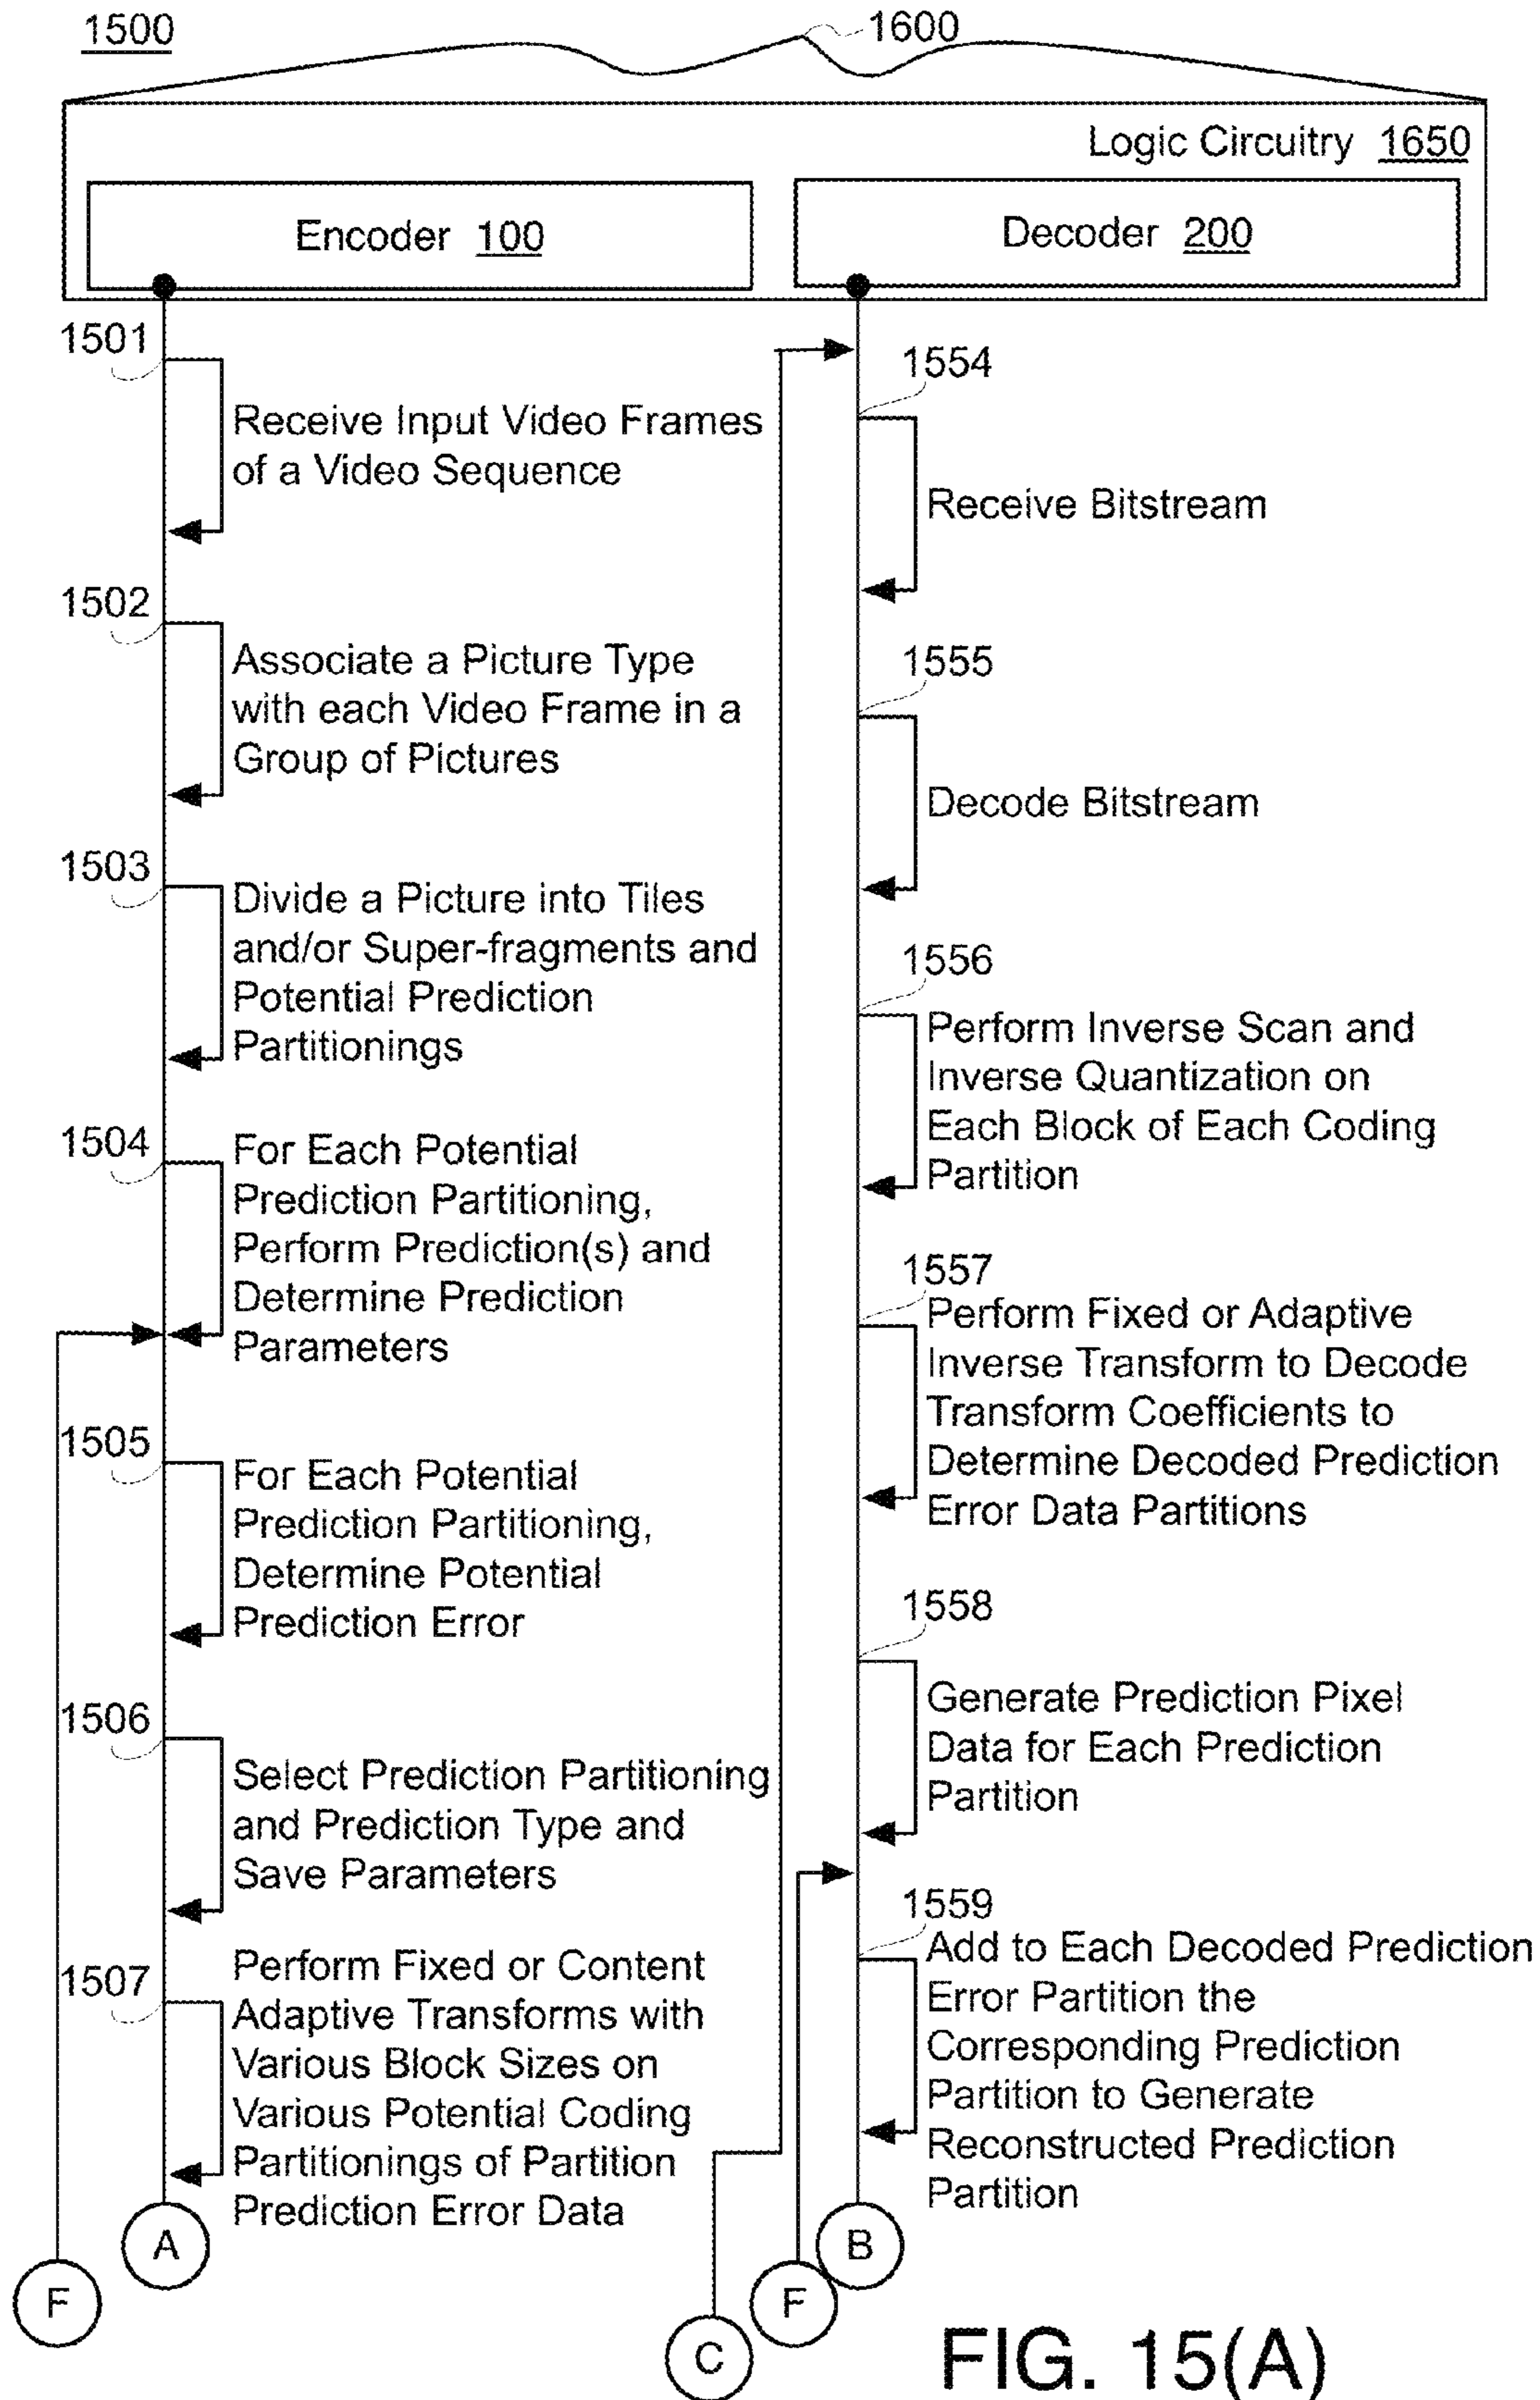 1500
1600
Logic Circuitry 1650
Encoder 100
Decoder 200
1501
Receive Input Video Frames
of a Video Sequence
1502
Associate a Picture Type
with each Video Frame in a
Group of Pictures
1503
Divide a Picture into Tiles
and/or Super-fragments and
Potential Prediction
Partitionings
1504
For Each Potential
Prediction Partitioning,
Perform Prediction(s) and
Determine Prediction
Parameters
1505
For Each Potential
Prediction Partitioning,
Determine Potential
Prediction Error
1506
Select Prediction Partitioning
and Prediction Type and
Save Parameters
1507
Perform Fixed or Content
Adaptive Transforms with
Various Block Sizes on
Various Potential Coding
Partitionings of Partition
Prediction Error Data
A
F
1554
Receive Bitstream
1555
Decode Bitstream
1556
Perform Inverse Scan and
Inverse Quantization on
Each Block of Each Coding
Partition
1557
Perform Fixed or Adaptive
Inverse Transform to Decode
Transform Coefficients to
Determine Decoded Prediction
Error Data Partitions
1558
Generate Prediction Pixel
Data for Each Prediction
Partition
1559
Add to Each Decoded Prediction
Error Partition the
Corresponding Prediction
Partition to Generate
Reconstructed Prediction
Partition
B
F
C
FIG. 15(A)